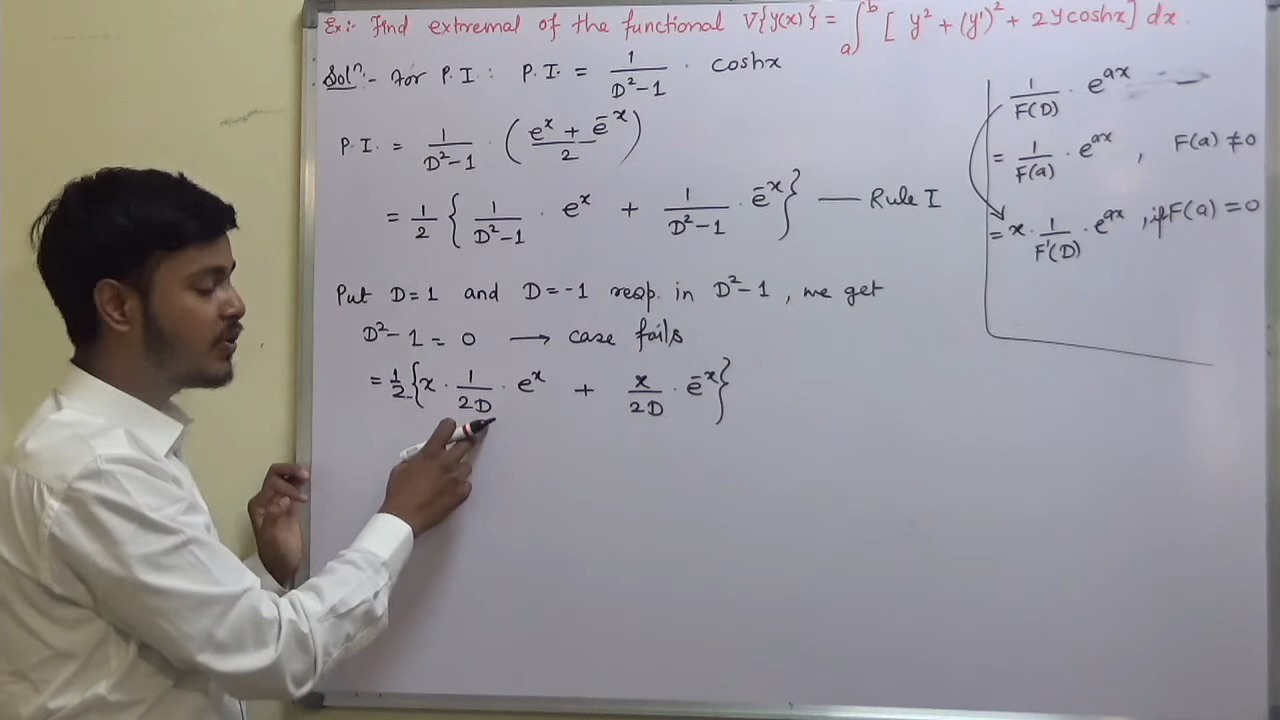 Ex:- Find extremal of the functional V{y(x)} = ∫_a^b [ y² + (y')² + 2y coshx ] dx.
Solⁿ:- For P.I. : P.I. = 1/(D²-1) · coshx
P.I. = 1/(D²-1) · ( (eˣ + e⁻ˣ)/2 )
= 1/2 { 1/(D²-1) · eˣ + 1/(D²-1) · e⁻ˣ } — Rule I
Put D=1 and D=-1 resp. in D²-1, we get
D²-1 = 0 → case fails
= 1/2 { x · 1/2D · eˣ + x/2D · e⁻ˣ }
1/F(D) · e^{ax}
= 1/F(a) · e^{ax} , F(a) ≠ 0
= x · 1/F'(D) · e^{ax} , if F(a) = 0